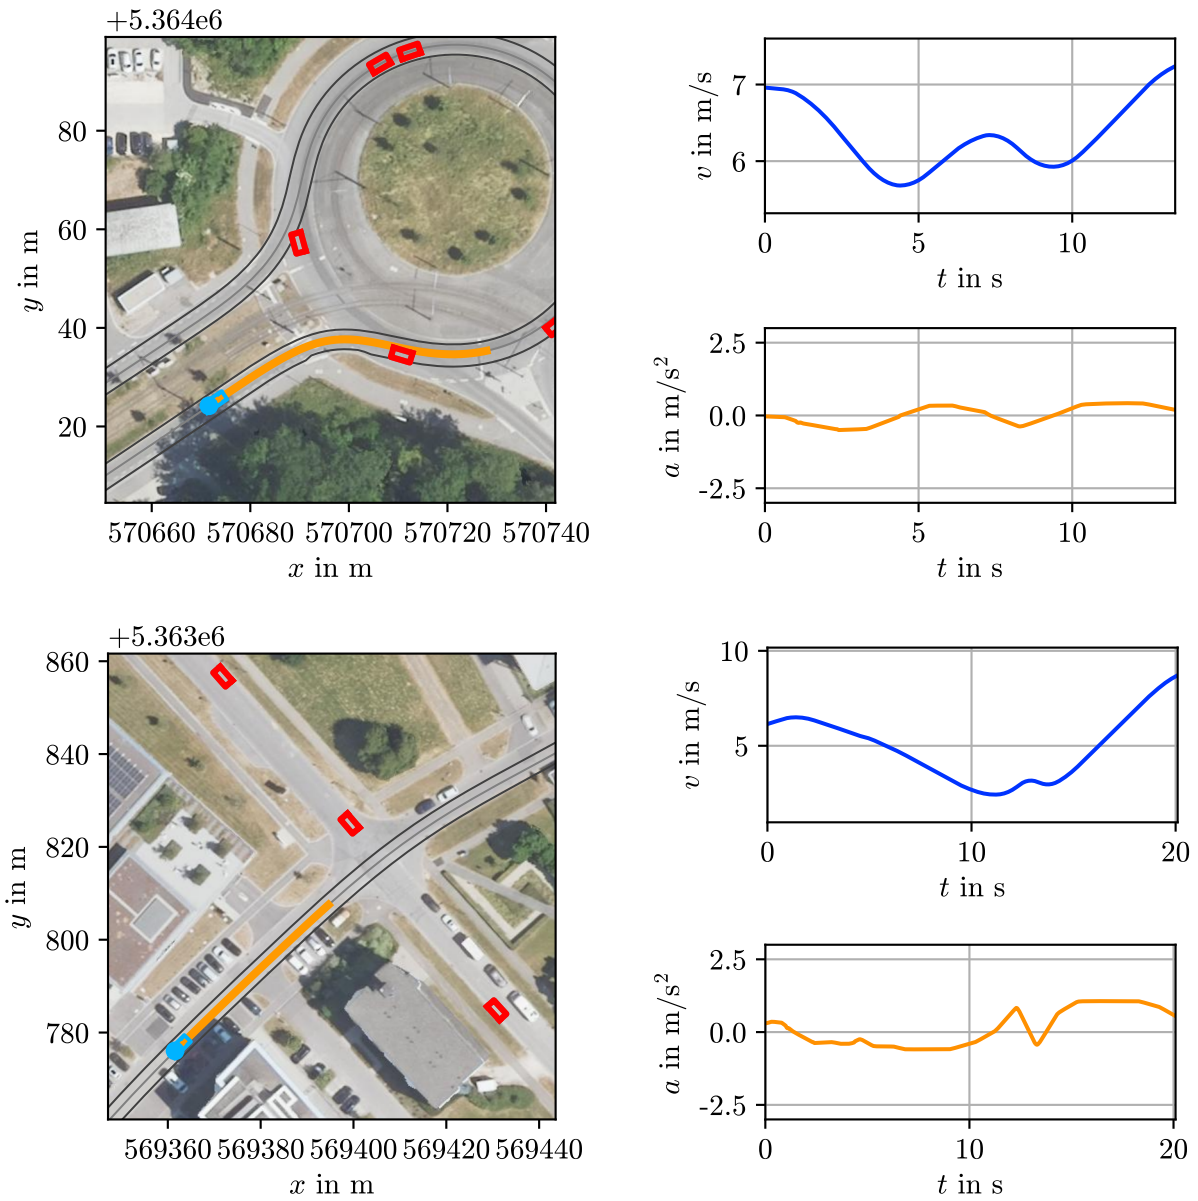 +5.364e6
80
60
40
20
y in m
570660 570680 570700 570720 570740
x in m
7
6
v in m/s
0 5 10
t in s
2.5
0.0
-2.5
a in m/s²
0 5 10
t in s
+5.363e6
860
840
820
800
780
y in m
569360 569380 569400 569420 569440
x in m
10
5
v in m/s
0 10 20
t in s
2.5
0.0
-2.5
a in m/s²
0 10 20
t in s